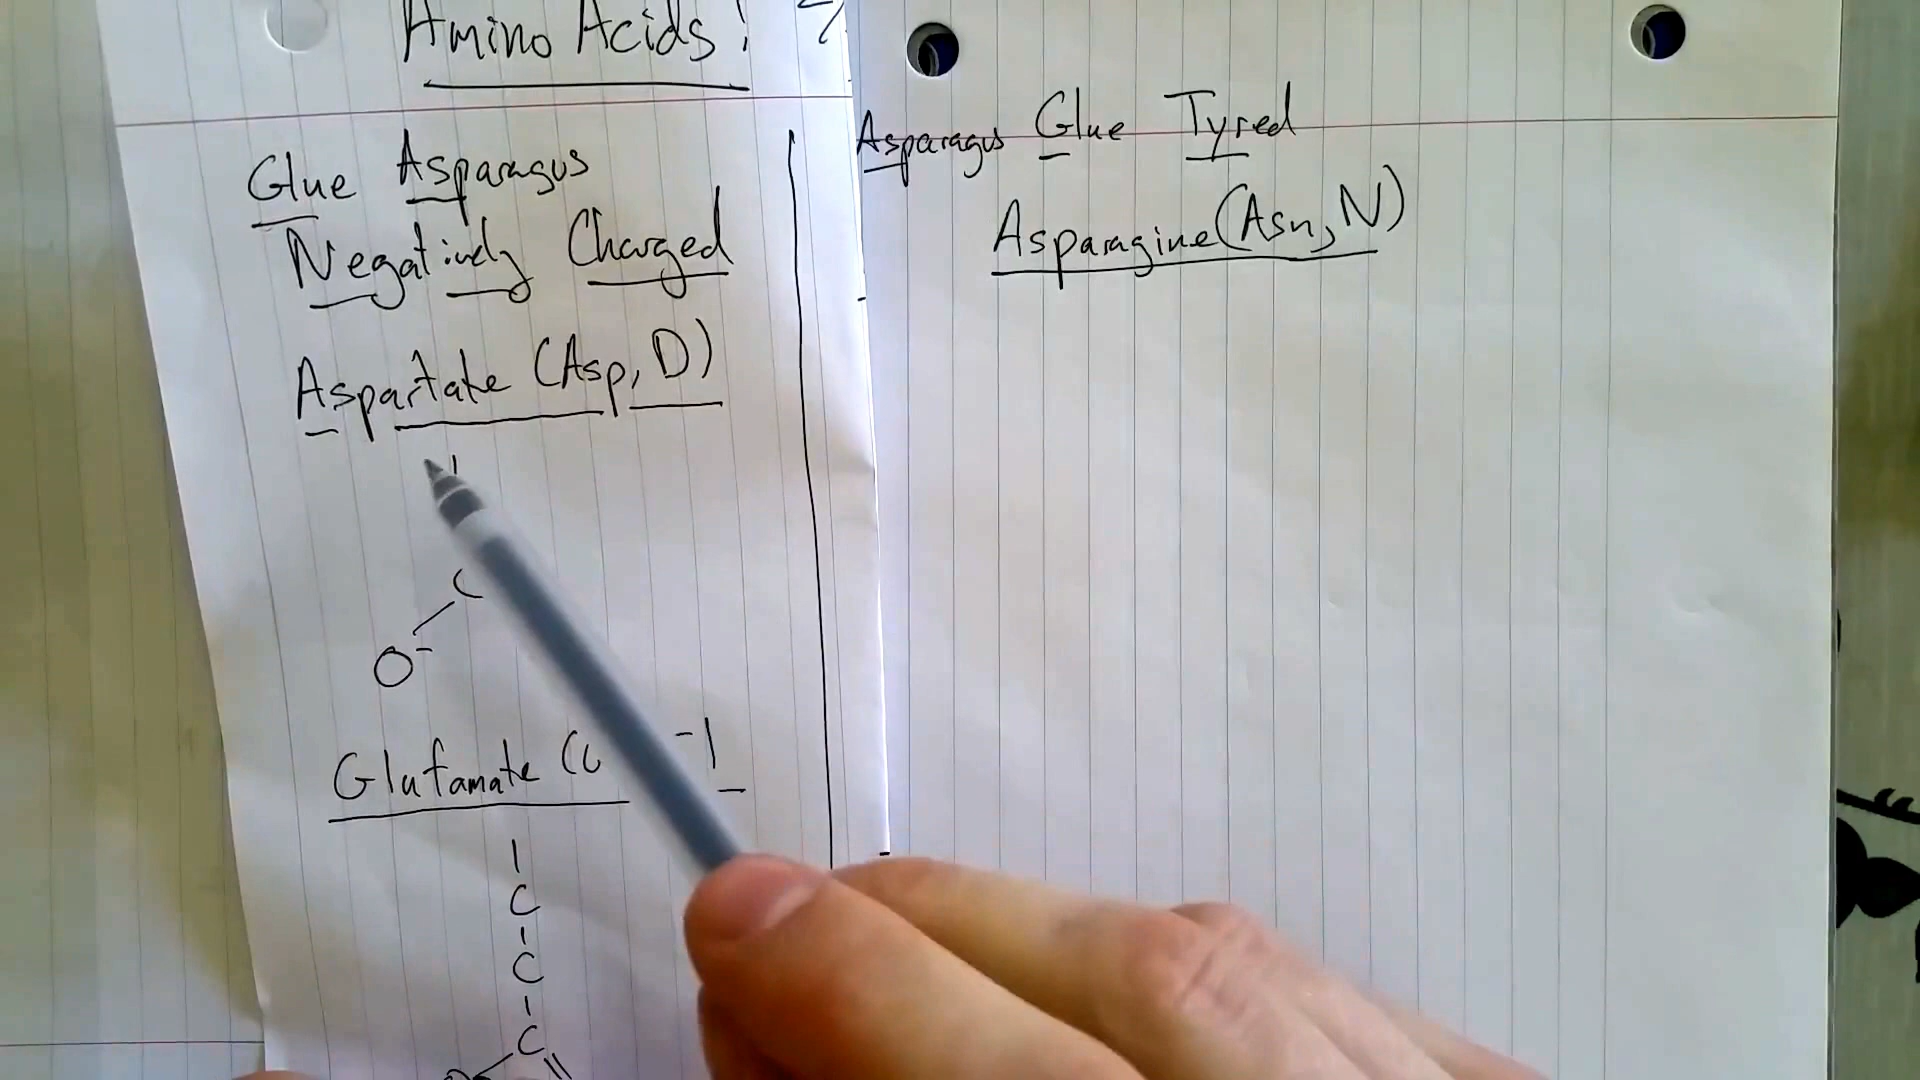 Amino Acids!
Glue Asparagus
Negatively Charged
Aspartate (Asp, D)
C
O-
Glutamate (
C
C
C
Asparagus Glue Tyred
Asparagine (Asn, N)